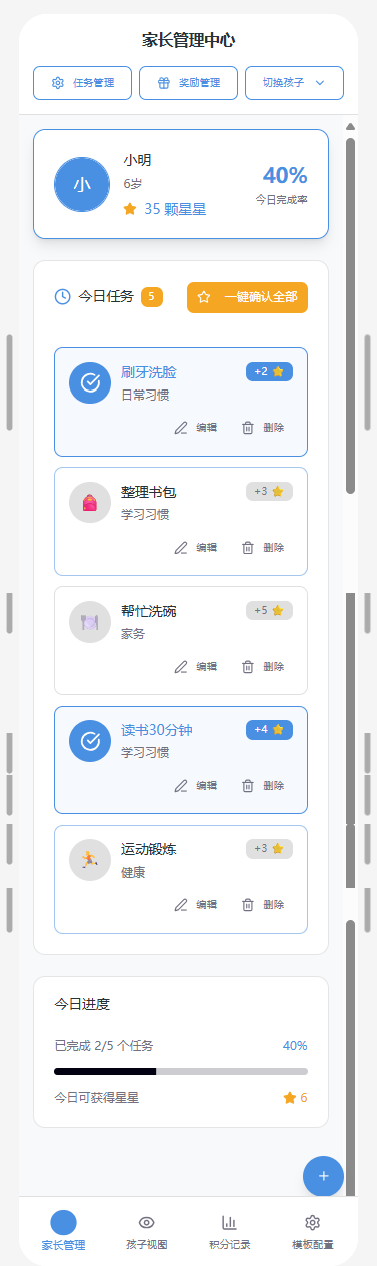 家长管理中心
任务管理 奖励管理 切换孩子
小
小明
6岁
35 颗星星
40%
今日完成率
今日任务 5 一键确认全部
刷牙洗脸 +2
日常习惯
编辑 删除
整理书包 +3
学习习惯
编辑 删除
帮忙洗碗 +5
家务
编辑 删除
读书30分钟 +4
学习习惯
编辑 删除
运动锻炼 +3
健康
编辑 删除
今日进度
已完成 2/5 个任务 40%
今日可获得星星 6
家长管理 孩子视图 积分记录 模板配置